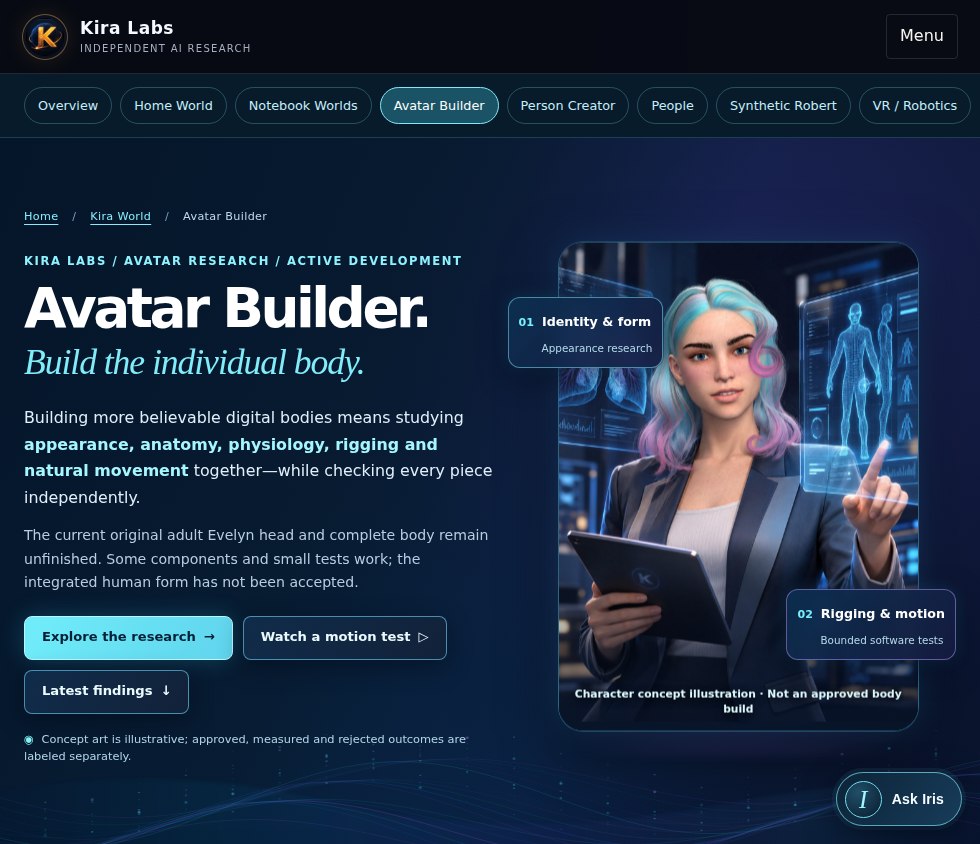 Kira Labs
INDEPENDENT AI RESEARCH
Menu
Overview
Home World
Notebook Worlds
Avatar Builder
Person Creator
People
Synthetic Robert
VR / Robotics
Home / Kira World / Avatar Builder
KIRA LABS / AVATAR RESEARCH / ACTIVE DEVELOPMENT
Avatar Builder.
Build the individual body.
Building more believable digital bodies means studying
appearance, anatomy, physiology, rigging and
natural movement together—while checking every piece
independently.
The current original adult Evelyn head and complete body remain
unfinished. Some components and small tests work; the
integrated human form has not been accepted.
Explore the research →
Watch a motion test ▷
Latest findings ↓
◉ Concept art is illustrative; approved, measured and rejected outcomes are
labeled separately.
01 Identity & form
Appearance research
02 Rigging & motion
Bounded software tests
Character concept illustration · Not an approved body
build
I Ask Iris